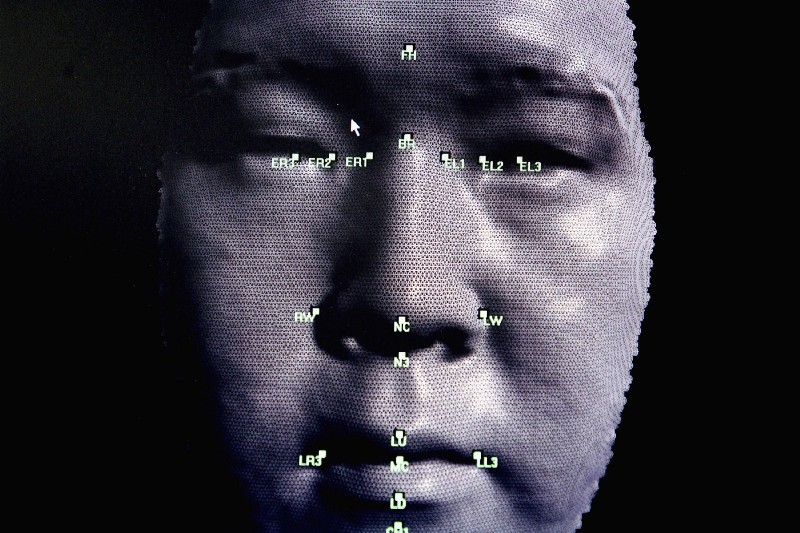 FH
BR
ER3 ER2 ER1 EL1 EL2 EL3
RW LW
NC
N3
LU
LR3 LL3
MC
LD